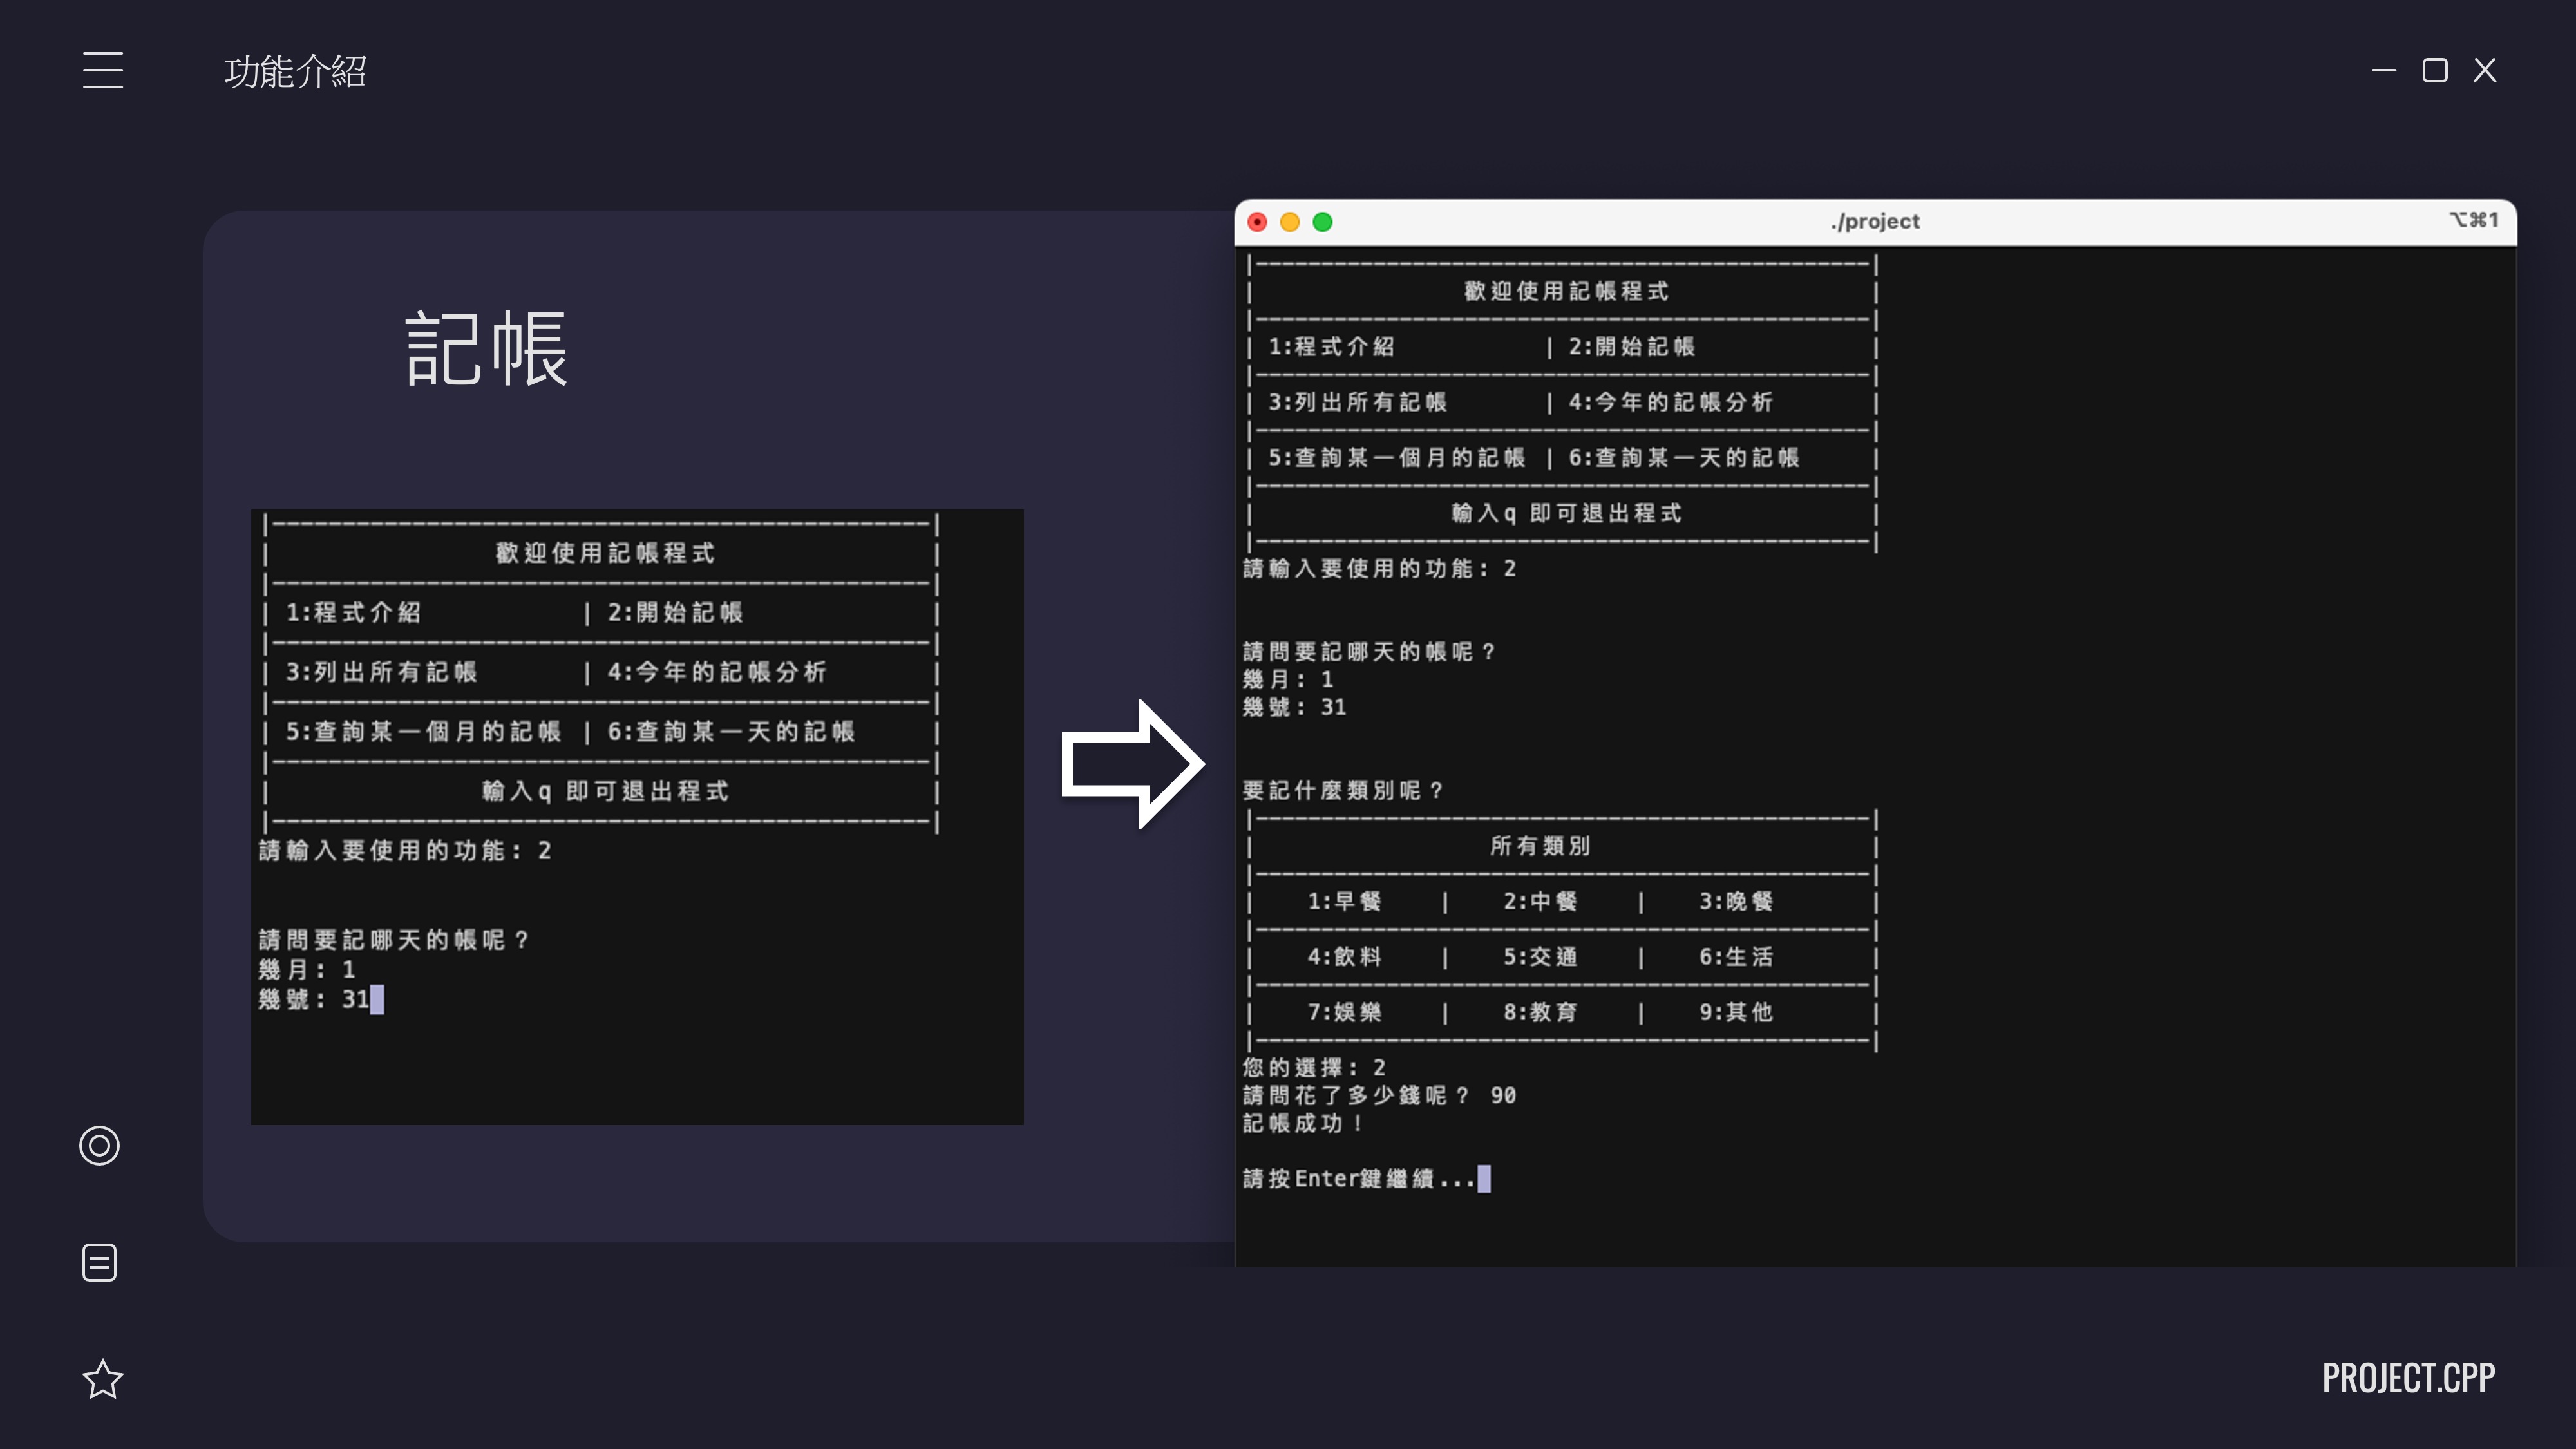 功能介紹
記帳
|-----------------------------------------------|
| 歡迎使用記帳程式 |
|-----------------------------------------------|
| 1:程式介紹 | 2:開始記帳 |
|-----------------------------------------------|
| 3:列出所有記帳 | 4:今年的記帳分析 |
|-----------------------------------------------|
| 5:查詢某一個月的記帳 | 6:查詢某一天的記帳 |
|-----------------------------------------------|
| 輸入q 即可退出程式 |
|-----------------------------------------------|
請輸入要使用的功能: 2
請問要記哪天的帳呢?
幾月: 1
幾號: 31
./project
⌥⌘1
|-----------------------------------------------|
| 歡迎使用記帳程式 |
|-----------------------------------------------|
| 1:程式介紹 | 2:開始記帳 |
|-----------------------------------------------|
| 3:列出所有記帳 | 4:今年的記帳分析 |
|-----------------------------------------------|
| 5:查詢某一個月的記帳 | 6:查詢某一天的記帳 |
|-----------------------------------------------|
| 輸入q 即可退出程式 |
|-----------------------------------------------|
請輸入要使用的功能: 2
請問要記哪天的帳呢?
幾月: 1
幾號: 31
要記什麼類別呢?
|-----------------------------------------------|
| 所有類別 |
|-----------------------------------------------|
| 1:早餐 | 2:中餐 | 3:晚餐 |
|-----------------------------------------------|
| 4:飲料 | 5:交通 | 6:生活 |
|-----------------------------------------------|
| 7:娛樂 | 8:教育 | 9:其他 |
|-----------------------------------------------|
您的選擇: 2
請問花了多少錢呢? 90
記帳成功!
請按Enter鍵繼續...
PROJECT.CPP